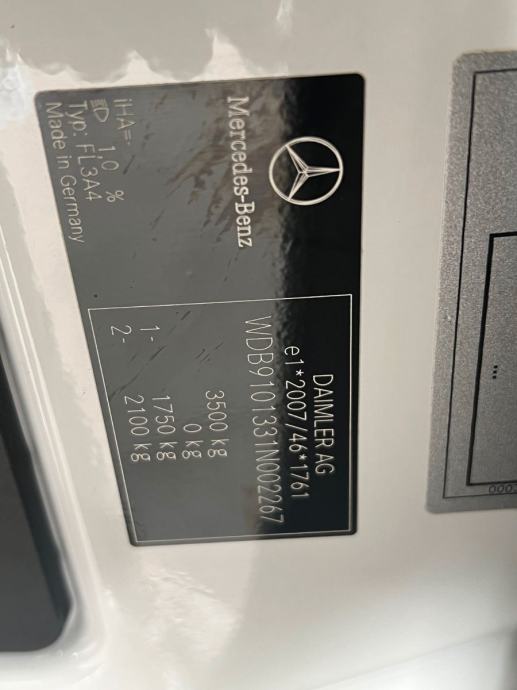 Mercedes-Benz
iHA=-
1,0 %
Typ: FL3A4
Made in Germany
DAIMLER AG
e1*2007/46*1761
WDB9101331N002267
3500 kg
0 kg
1- 1750 kg
2- 2100 kg